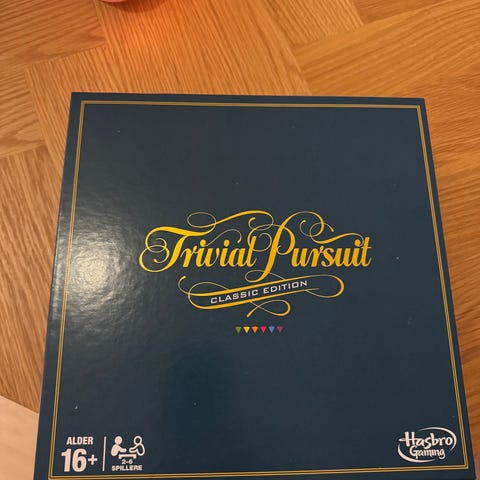 Trivial Pursuit
CLASSIC EDITION
ALDER
16+
2-6
SPILLERE
Hasbro
Gaming